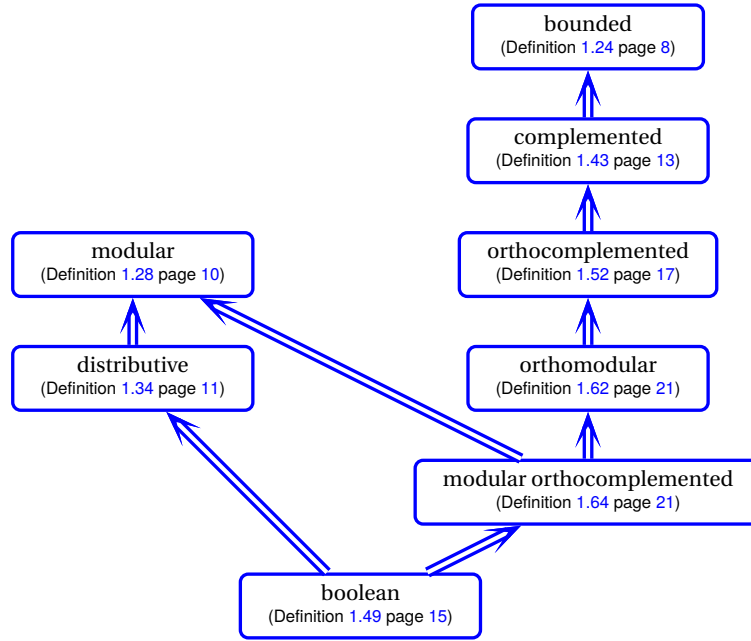 bounded
(Definition 1.24 page 8)
complemented
(Definition 1.43 page 13)
modular
(Definition 1.28 page 10)
orthocomplemented
(Definition 1.52 page 17)
distributive
(Definition 1.34 page 11)
orthomodular
(Definition 1.62 page 21)
modular orthocomplemented
(Definition 1.64 page 21)
boolean
(Definition 1.49 page 15)